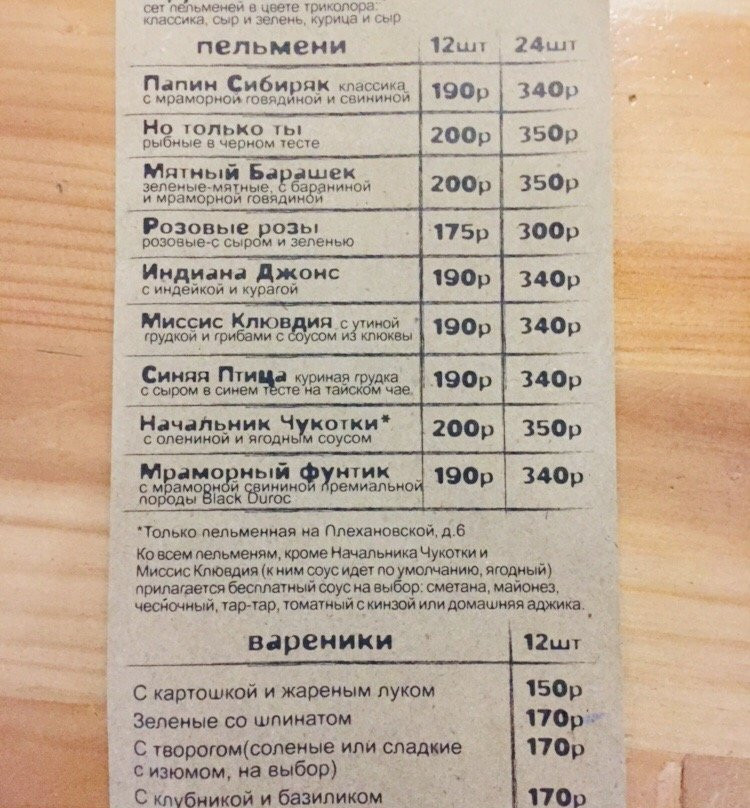 сет пельменей в цвете триколора:
классика, сыр и зелень, курица и сыр
пельмени 12шт 24шт
Папин Сибиряк классика 190р 340р
с мраморной говядиной и свининой
Но только ты 200р 350р
рыбные в черном тесте
Мятный Барашек 200р 350р
зеленые-мятные, с бараниной
и мраморной говядиной
Розовые розы 175р 300р
розовые-с сыром и зеленью
Индиана Джонс 190р 340р
с индейкой и курагой
Миссис Клювдия с утиной 190р 340р
грудкой и грибами с соусом из клюквы
Синяя Птица куриная грудка 190р 340р
с сыром в синем тесте на тайском чае
Начальник Чукотки* 200р 350р
с олениной и ягодным соусом
Мраморный фунтик 190р 340р
с мраморной свининой премиальной
породы Black Duroc
*Только пельменная на Плехановской, д.6
Ко всем пельменям, кроме Начальника Чукотки и
Миссис Клювдия (к ним соус идет по умолчанию, ягодный)
прилагается бесплатный соус на выбор: сметана, майонез,
чесночный, тар-тар, томатный с кинзой или домашняя аджика.
вареники 12шт
С картошкой и жареным луком 150р
Зеленые со шпинатом 170р
С творогом(соленые или сладкие 170р
с изюмом, на выбор)
С клубникой и базиликом 170р